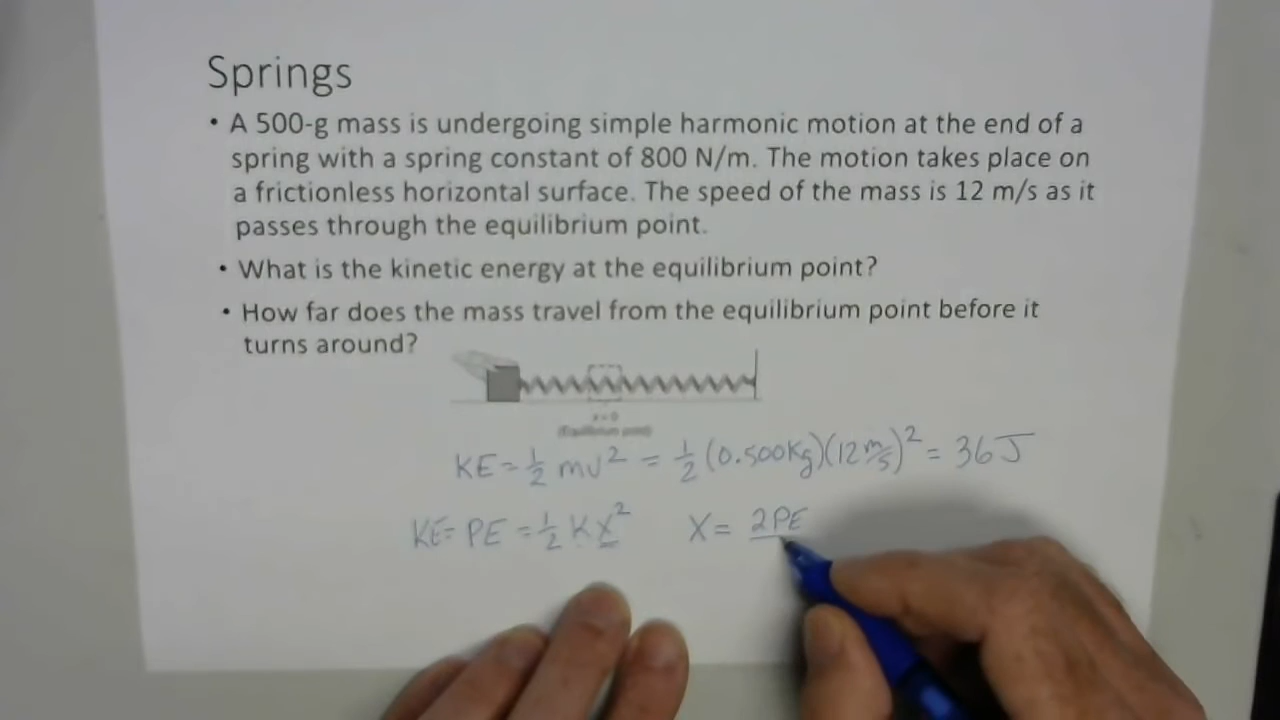 Springs
• A 500-g mass is undergoing simple harmonic motion at the end of a
spring with a spring constant of 800 N/m. The motion takes place on
a frictionless horizontal surface. The speed of the mass is 12 m/s as it
passes through the equilibrium point.
• What is the kinetic energy at the equilibrium point?
• How far does the mass travel from the equilibrium point before it
turns around?
x = 0
(Equilibrium point)
KE = 1/2 mv² = 1/2 (0.500Kg)(12 m/s)² = 36 J
KE = PE = 1/2 Kx² X = 2PE